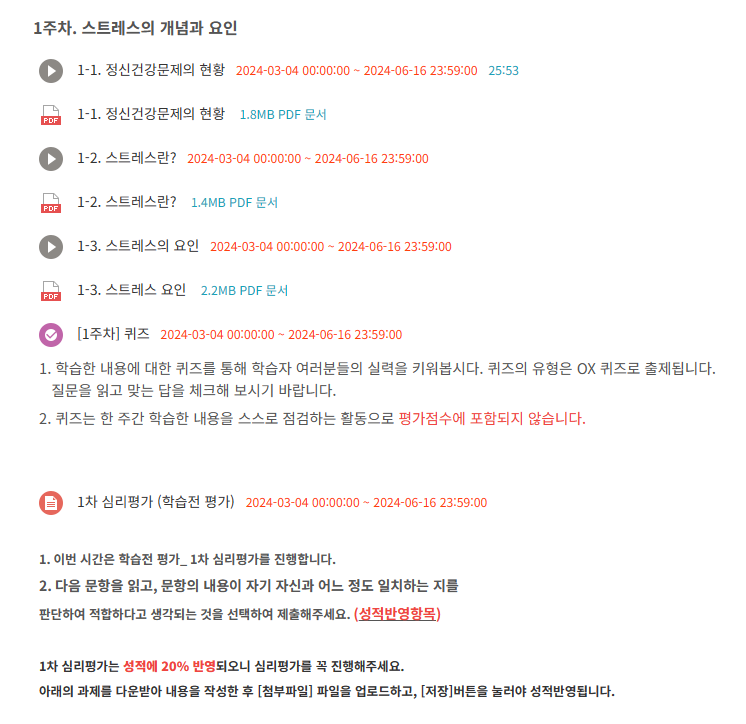 1주차. 스트레스의 개념과 요인
1-1. 정신건강문제의 현황 2024-03-04 00:00:00 ~ 2024-06-16 23:59:00 25:53
PDF 1-1. 정신건강문제의 현황 1.8MB PDF 문서
1-2. 스트레스란? 2024-03-04 00:00:00 ~ 2024-06-16 23:59:00
PDF 1-2. 스트레스란? 1.4MB PDF 문서
1-3. 스트레스의 요인 2024-03-04 00:00:00 ~ 2024-06-16 23:59:00
PDF 1-3. 스트레스 요인 2.2MB PDF 문서
[1주차] 퀴즈 2024-03-04 00:00:00 ~ 2024-06-16 23:59:00
1. 학습한 내용에 대한 퀴즈를 통해 학습자 여러분들의 실력을 키워봅시다. 퀴즈의 유형은 OX 퀴즈로 출제됩니다.
질문을 읽고 맞는 답을 체크해 보시기 바랍니다.
2. 퀴즈는 한 주간 학습한 내용을 스스로 점검하는 활동으로 평가점수에 포함되지 않습니다.
1차 심리평가 (학습전 평가) 2024-03-04 00:00:00 ~ 2024-06-16 23:59:00
1. 이번 시간은 학습전 평가_ 1차 심리평가를 진행합니다.
2. 다음 문항을 읽고, 문항의 내용이 자기 자신과 어느 정도 일치하는 지를
판단하여 적합하다고 생각되는 것을 선택하여 제출해주세요. (성적반영항목)
1차 심리평가는 성적에 20% 반영되오니 심리평가를 꼭 진행해주세요.
아래의 과제를 다운받아 내용을 작성한 후 [첨부파일] 파일을 업로드하고, [저장]버튼을 눌러야 성적반영됩니다.